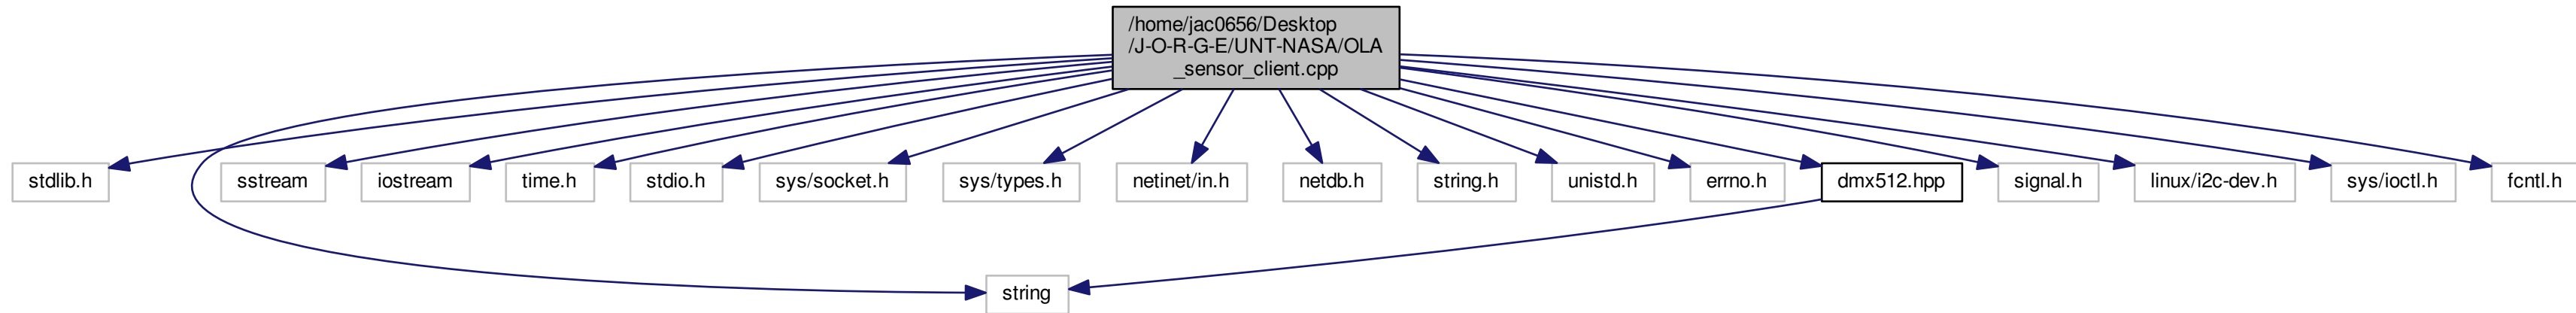 /home/jac0656/Desktop
/J-O-R-G-E/UNT-NASA/OLA
_sensor_client.cpp
stdlib.h
sstream
iostream
time.h
stdio.h
sys/socket.h
sys/types.h
netinet/in.h
netdb.h
string.h
unistd.h
errno.h
dmx512.hpp
signal.h
linux/i2c-dev.h
sys/ioctl.h
fcntl.h
string